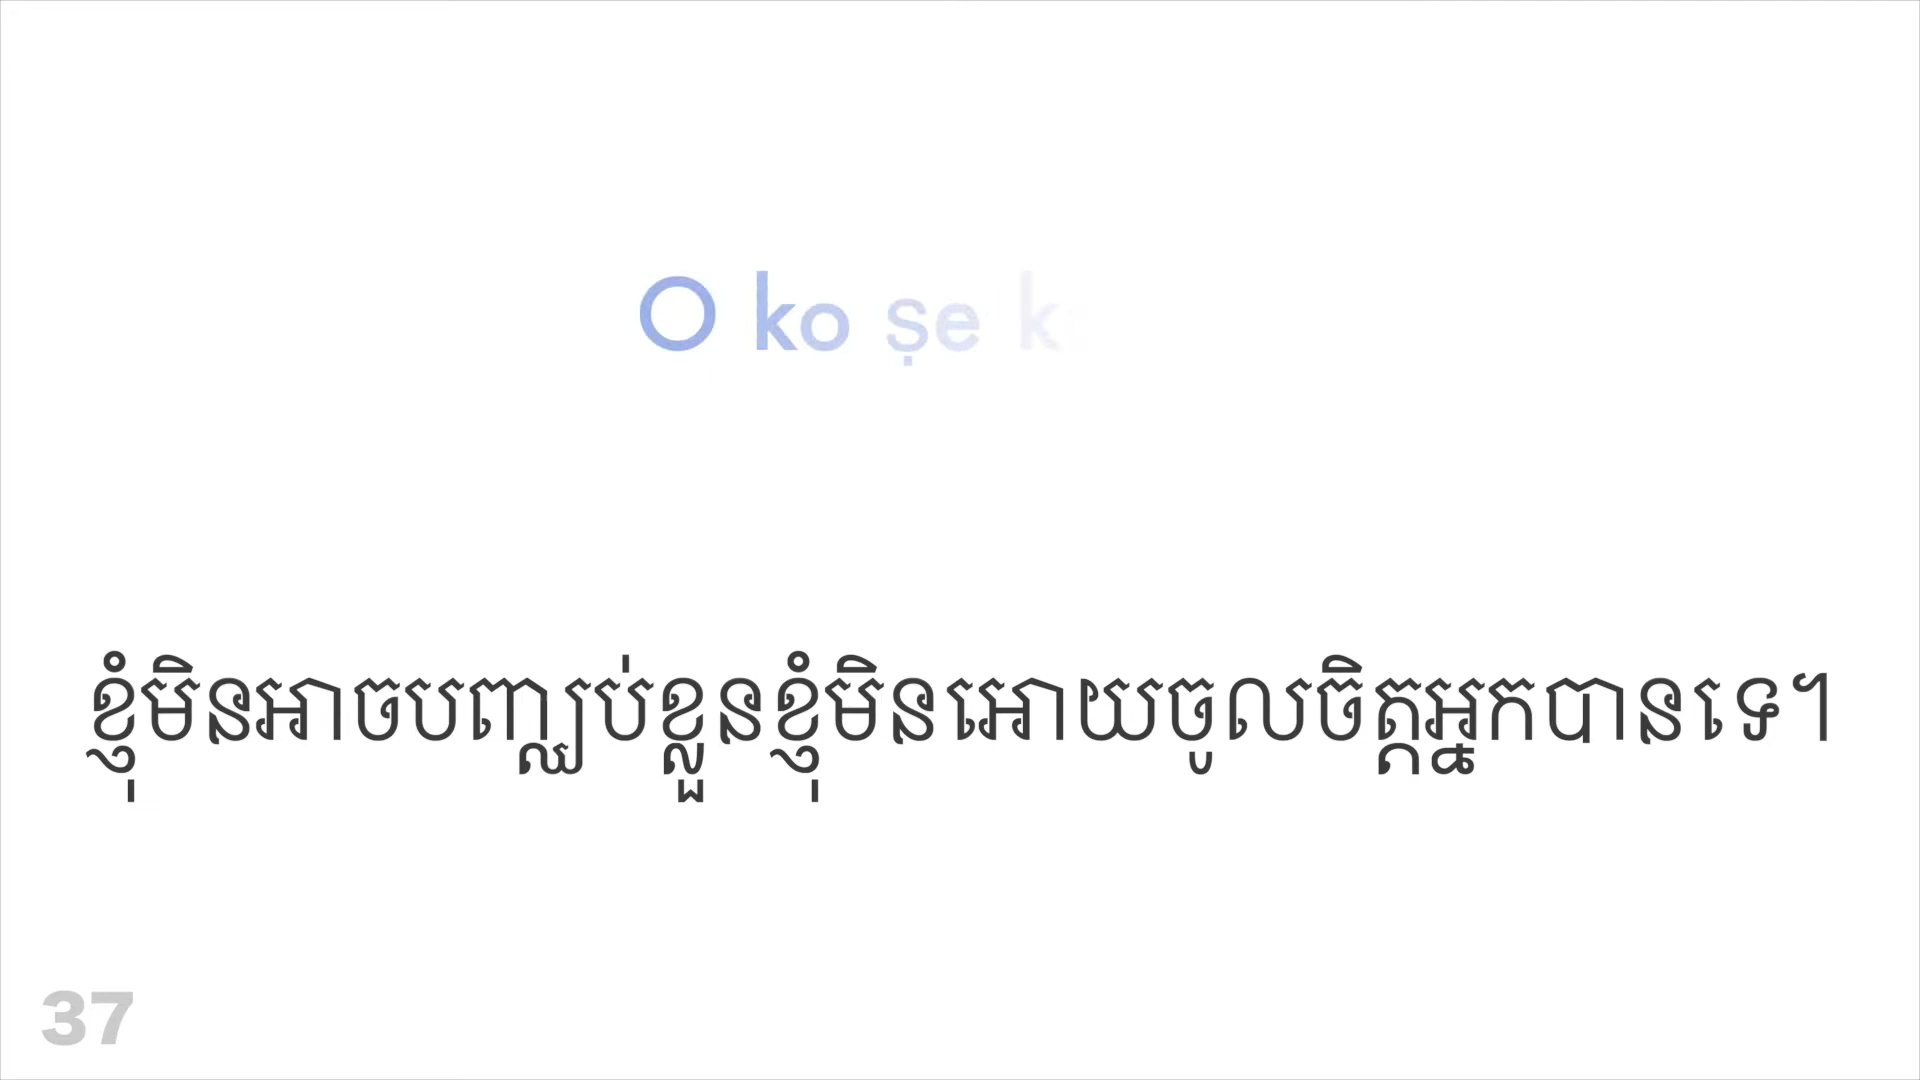 O ko ṣe
ខ្ញុំមិនអាចបញ្ឈប់ខ្លួនខ្ញុំមិនអោយចូលចិត្តអ្នកបានទេ។
37